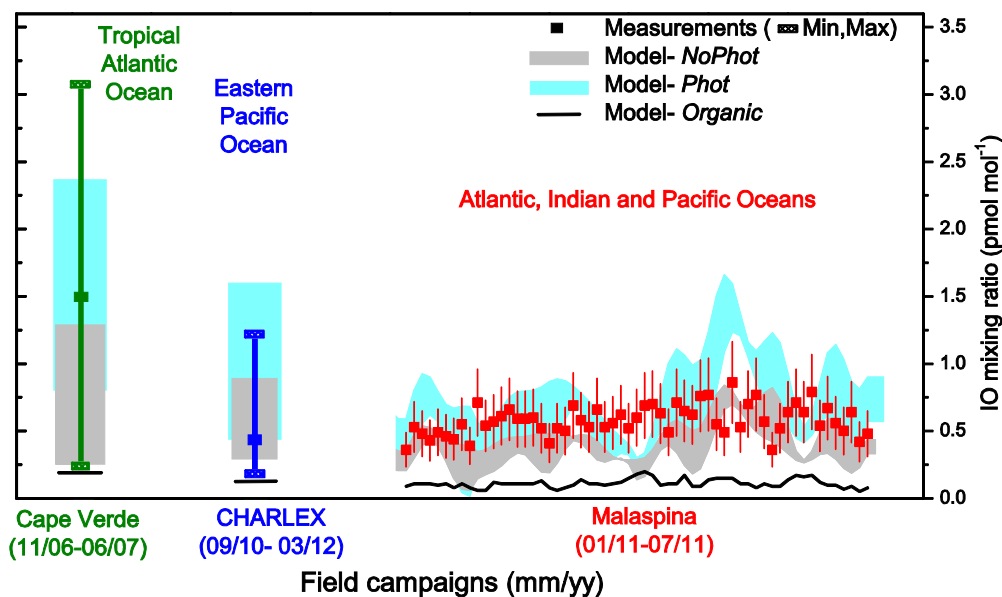 Tropical
Atlantic
Ocean
Eastern
Pacific
Ocean
Measurements ( Min,Max)
Model- NoPhot
Model- Phot
Model- Organic
Atlantic, Indian and Pacific Oceans
3.5
3.0
2.5
2.0
1.5
1.0
0.5
0.0
IO mixing ratio (pmol mol⁻¹)
Cape Verde
(11/06-06/07)
CHARLEX
(09/10- 03/12)
Malaspina
(01/11-07/11)
Field campaigns (mm/yy)